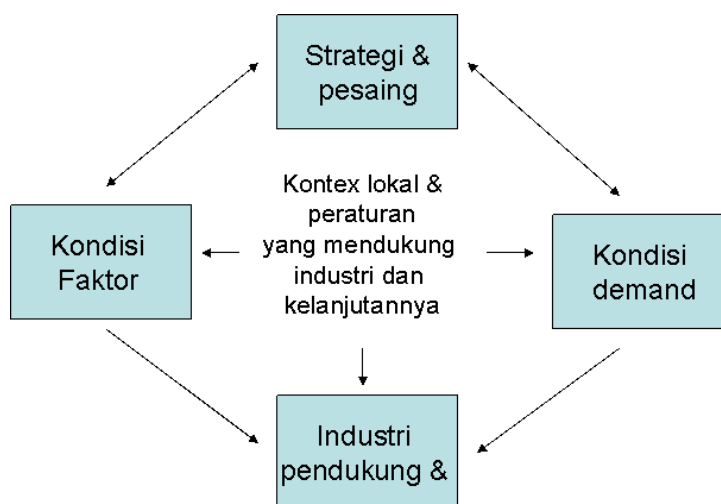 Strategi &
pesaing
Kontex lokal &
peraturan
yang mendukung
industri dan
kelanjutannya
Kondisi
Faktor
Kondisi
demand
Industri
pendukung &